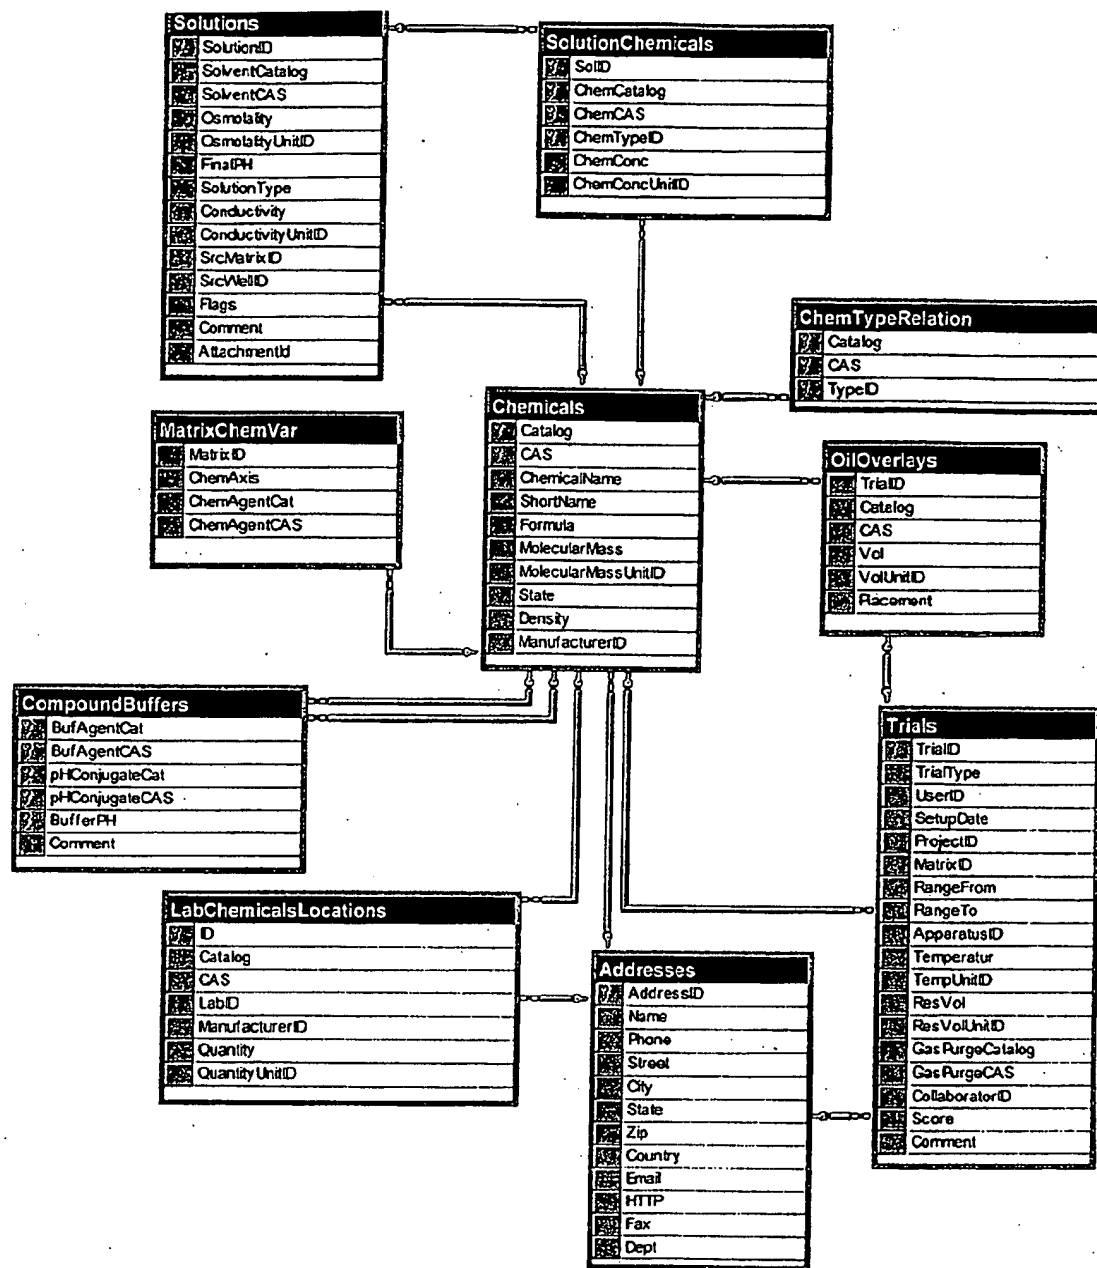 Solutions
SolutionID
SolventCatalog
SolventCAS
Osmolality
OsmolalityUnitID
FinalPH
SolutionType
Conductivity
ConductivityUnitID
SrcMatrixID
SrcWellID
Flags
Comment
AttachmentId
SolutionChemicals
SolID
ChemCatalog
ChemCAS
ChemTypeID
ChemConc
ChemConcUnitID
ChemTypeRelation
Catalog
CAS
TypeID
MatrixChemVar
MatrixID
ChemAxis
ChemAgentCat
ChemAgentCAS
Chemicals
Catalog
CAS
ChemicalName
ShortName
Formula
MolecularMass
MolecularMassUnitID
State
Density
ManufacturerID
OilOverlays
TrialID
Catalog
CAS
Vol
VolUnitID
Placement
CompoundBuffers
BufAgentCat
BufAgentCAS
pHConjugateCat
pHConjugateCAS
BufferPH
Comment
Trials
TrialID
TrialType
UserID
SetupDate
ProjectID
MatrixID
RangeFrom
RangeTo
ApparatusID
Temperatur
TempUnitID
ResVol
ResVolUnitID
GasPurgeCatalog
GasPurgeCAS
CollaboratorID
Score
Comment
LabChemicalsLocations
ID
Catalog
CAS
LabID
ManufacturerID
Quantity
QuantityUnitID
Addresses
AddressID
Name
Phone
Street
City
State
Zip
Country
Email
HTTP
Fax
Dept